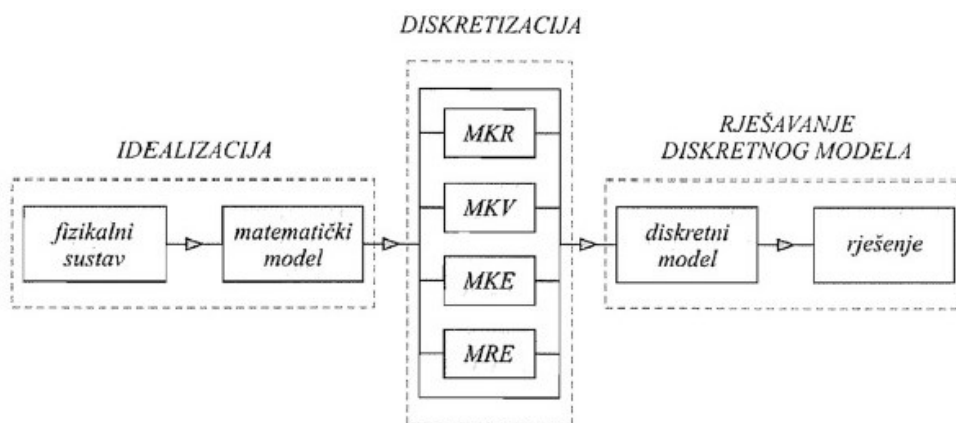 IDEALIZACIJA
fizikalni
sustav
matematički
model
DISKRETIZACIJA
MKR
MKV
MKE
MRE
RJEŠAVANJE
DISKRETNOG MODELA
diskretni
model
rješenje